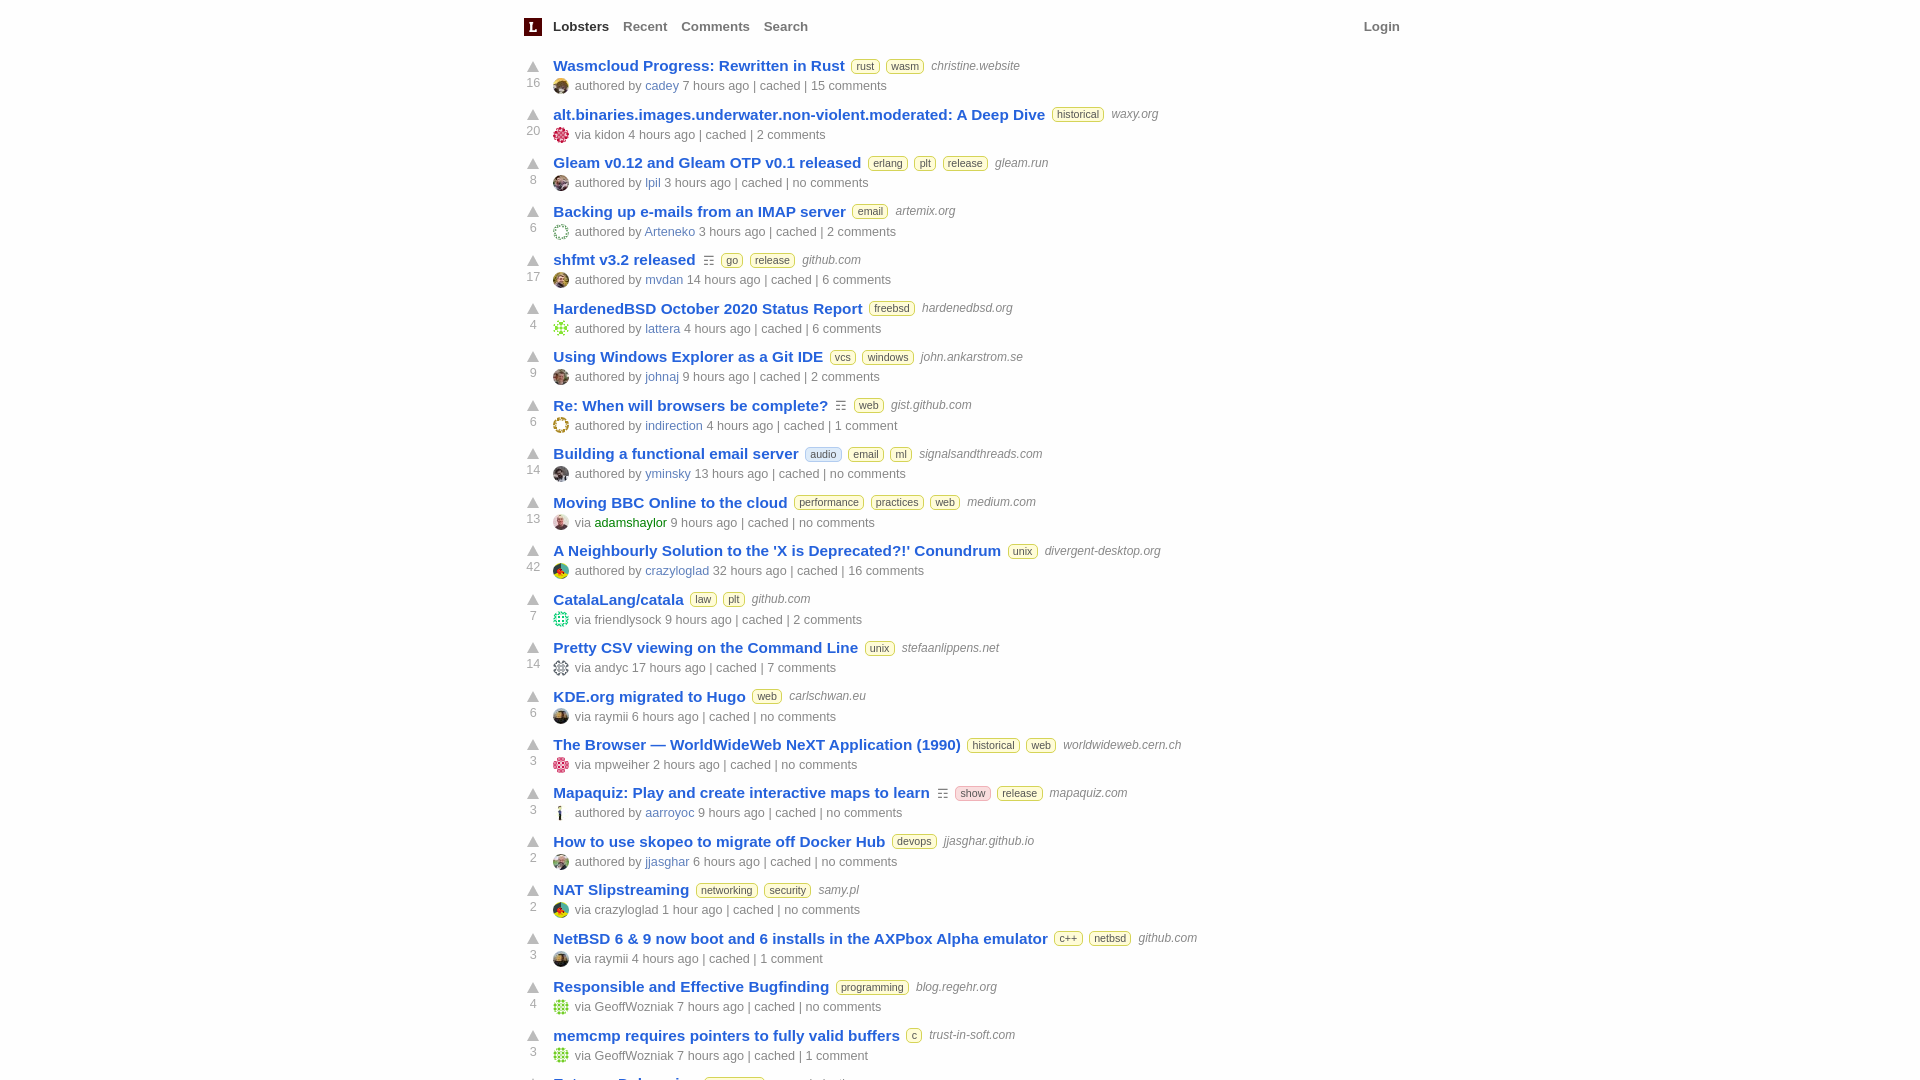 L Lobsters Recent Comments Search Login
Wasmcloud Progress: Rewritten in Rust rust wasm christine.website
16 authored by cadey 7 hours ago | cached | 15 comments
alt.binaries.images.underwater.non-violent.moderated: A Deep Dive historical waxy.org
20 via kidon 4 hours ago | cached | 2 comments
Gleam v0.12 and Gleam OTP v0.1 released erlang plt release gleam.run
8 authored by lpil 3 hours ago | cached | no comments
Backing up e-mails from an IMAP server email artemix.org
6 authored by Arteneko 3 hours ago | cached | 2 comments
shfmt v3.2 released ☶ go release github.com
17 authored by mvdan 14 hours ago | cached | 6 comments
HardenedBSD October 2020 Status Report freebsd hardenedbsd.org
4 authored by lattera 4 hours ago | cached | 6 comments
Using Windows Explorer as a Git IDE vcs windows john.ankarstrom.se
9 authored by johnaj 9 hours ago | cached | 2 comments
Re: When will browsers be complete? ☶ web gist.github.com
6 authored by indirection 4 hours ago | cached | 1 comment
Building a functional email server audio email ml signalsandthreads.com
14 authored by yminsky 13 hours ago | cached | no comments
Moving BBC Online to the cloud performance practices web medium.com
13 via adamshaylor 9 hours ago | cached | no comments
A Neighbourly Solution to the 'X is Deprecated?!' Conundrum unix divergent-desktop.org
42 authored by crazyloglad 32 hours ago | cached | 16 comments
CatalaLang/catala law plt github.com
7 via friendlysock 9 hours ago | cached | 2 comments
Pretty CSV viewing on the Command Line unix stefaanlippens.net
14 via andyc 17 hours ago | cached | 7 comments
KDE.org migrated to Hugo web carlschwan.eu
6 via raymii 6 hours ago | cached | no comments
The Browser — WorldWideWeb NeXT Application (1990) historical web worldwideweb.cern.ch
3 via mpweiher 2 hours ago | cached | no comments
Mapaquiz: Play and create interactive maps to learn ☶ show release mapaquiz.com
3 authored by aarroyoc 9 hours ago | cached | no comments
How to use skopeo to migrate off Docker Hub devops jjasghar.github.io
2 authored by jjasghar 6 hours ago | cached | no comments
NAT Slipstreaming networking security samy.pl
2 via crazyloglad 1 hour ago | cached | no comments
NetBSD 6 & 9 now boot and 6 installs in the AXPbox Alpha emulator c++ netbsd github.com
3 via raymii 4 hours ago | cached | 1 comment
Responsible and Effective Bugfinding programming blog.regehr.org
4 via GeoffWozniak 7 hours ago | cached | no comments
memcmp requires pointers to fully valid buffers c trust-in-soft.com
3 via GeoffWozniak 7 hours ago | cached | 1 comment